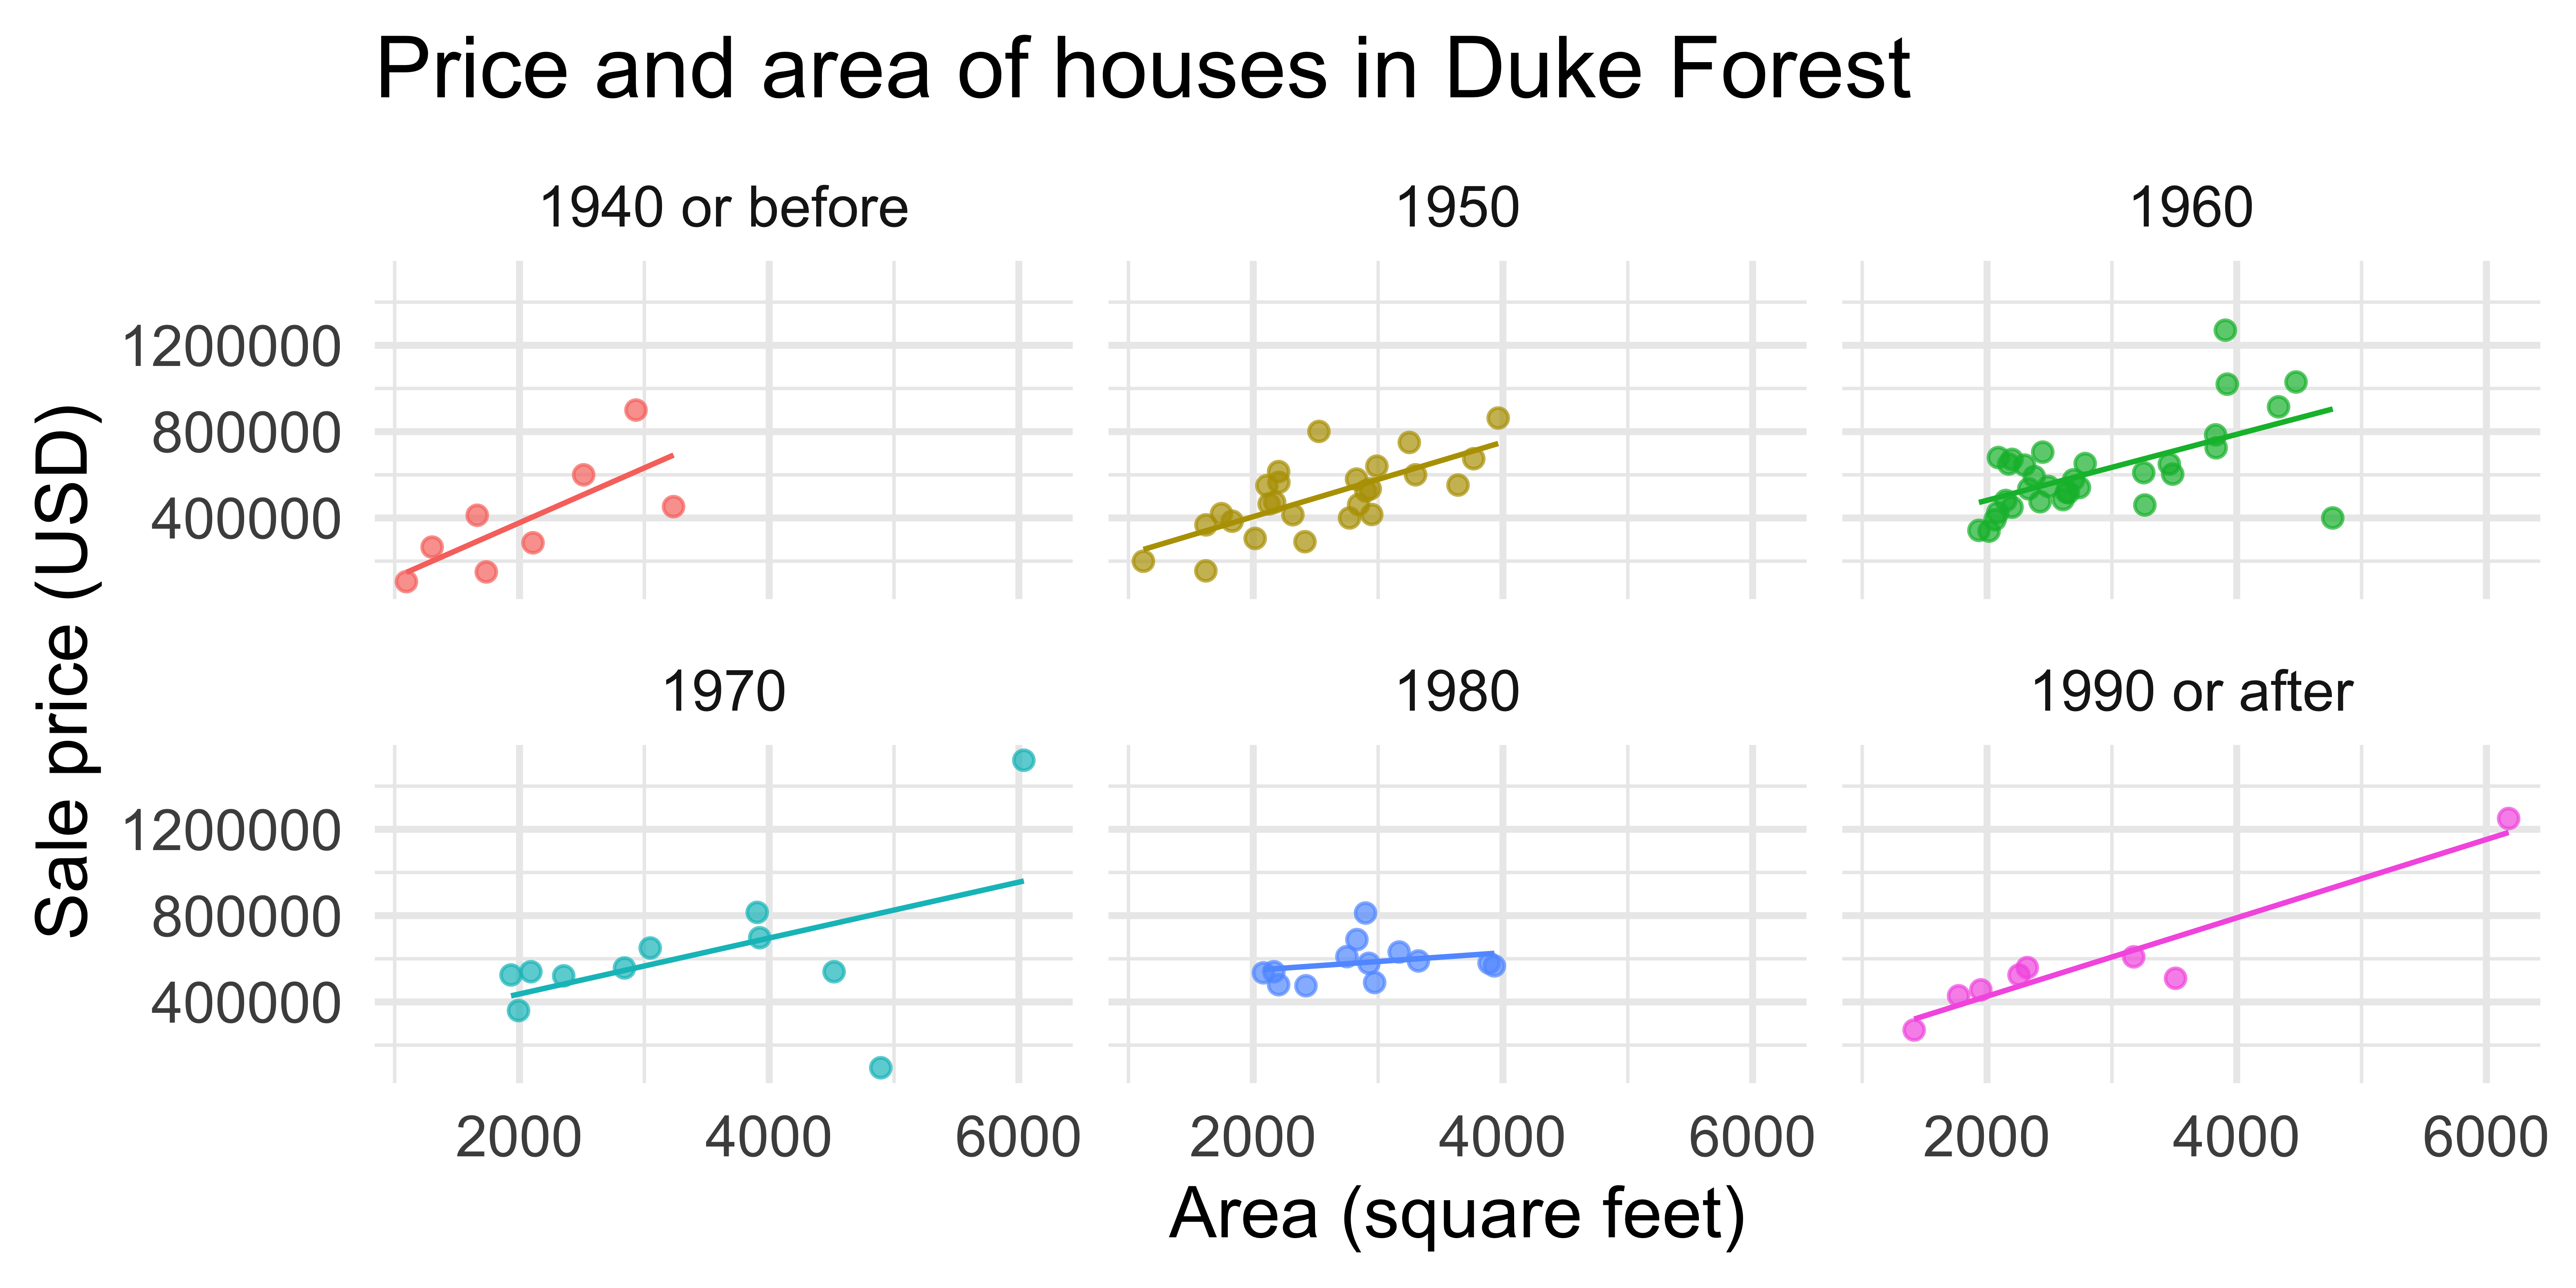 Price and area of houses in Duke Forest
1940 or before
1950
1960
1200000
800000
400000
Sale price (USD)
1970
1980
1990 or after
1200000
800000
400000
2000 4000 6000 2000 4000 6000 2000 4000 6000
Area (square feet)